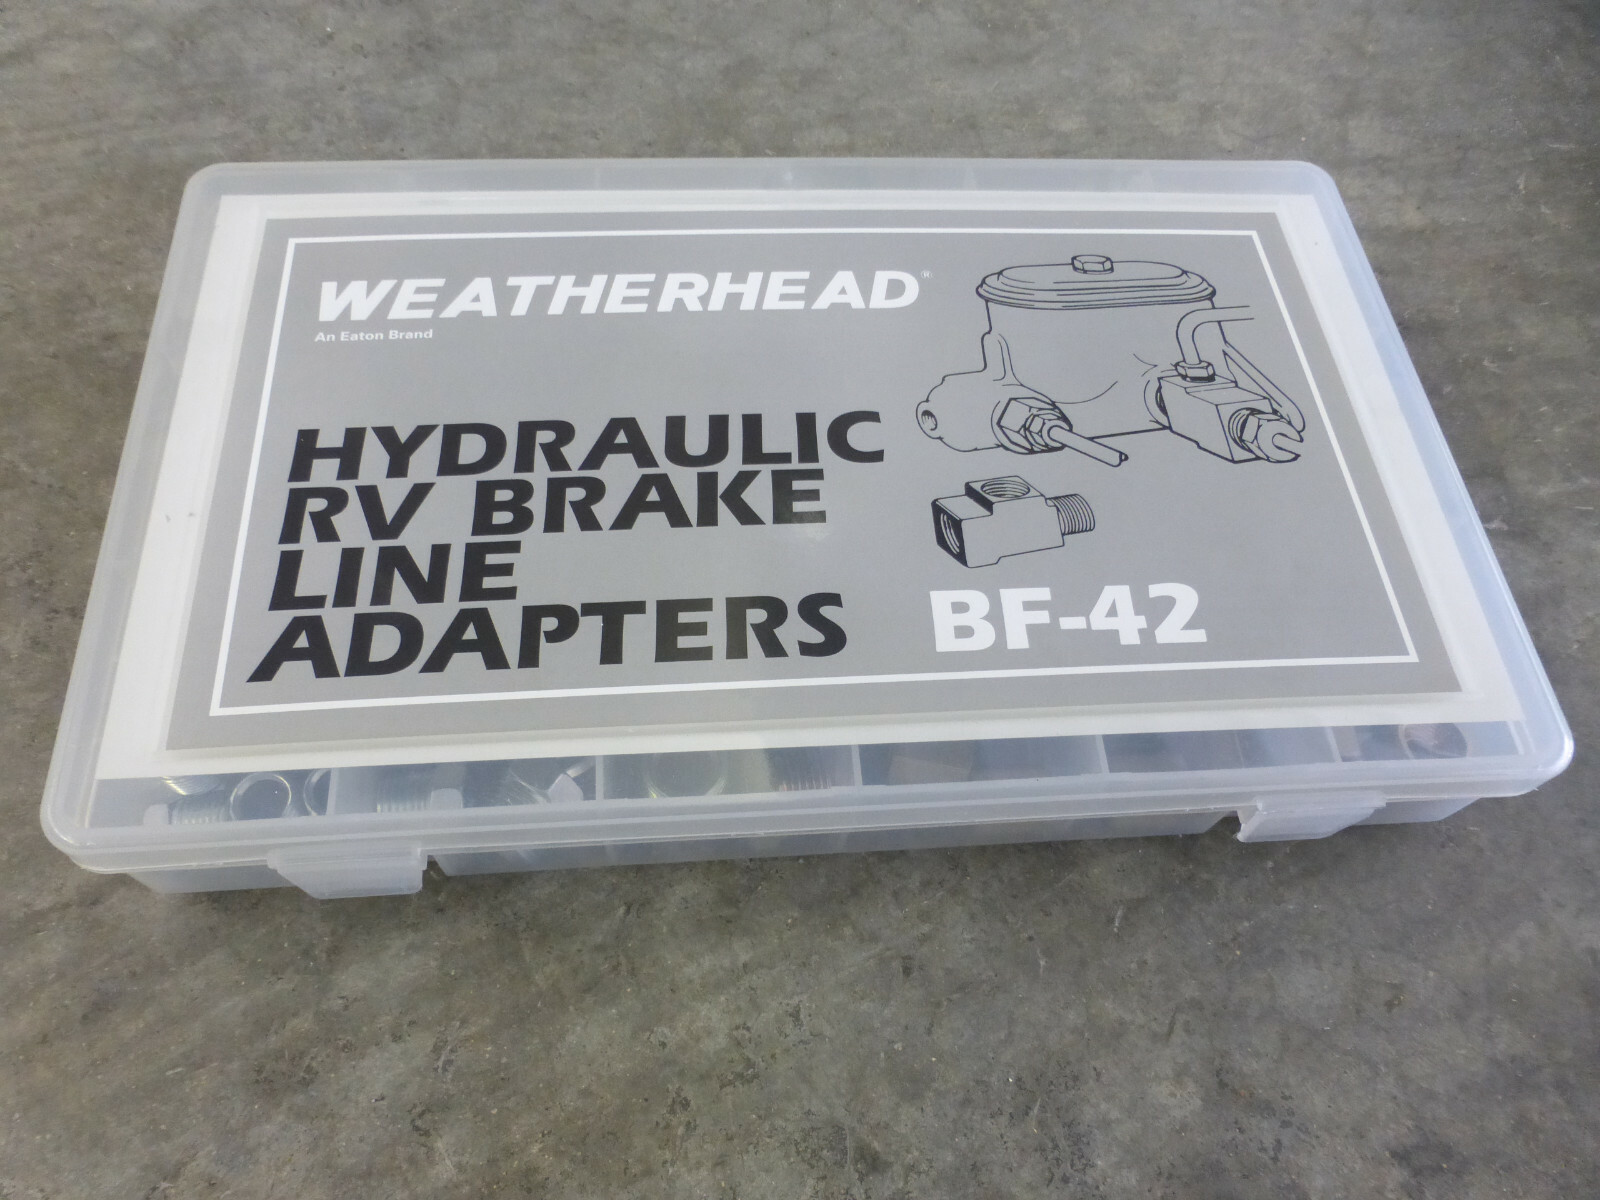 WEATHERHEAD®
An Eaton Brand
HYDRAULIC
RV BRAKE
LINE
ADAPTERS
BF-42